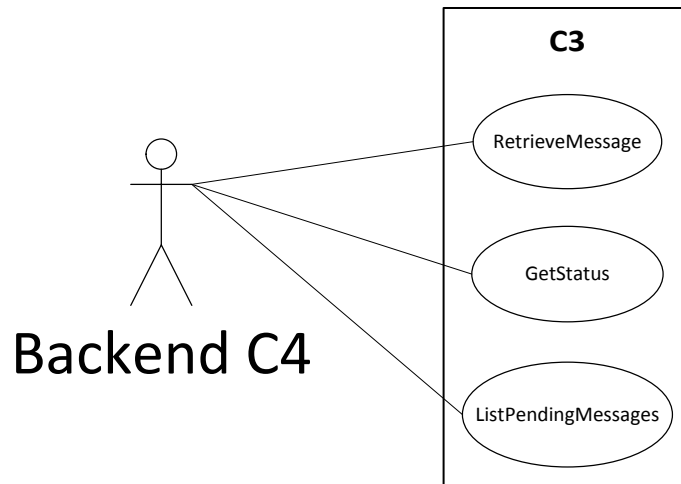 C3
RetrieveMessage
GetStatus
Backend C4
ListPendingMessages